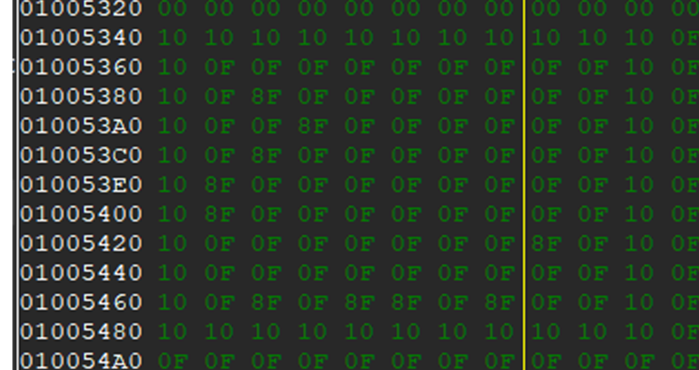 01005320 00 00 00 00 00 00 00 00 00 00 00 00
01005340 10 10 10 10 10 10 10 10 10 10 10 0F
01005360 10 0F 0F 0F 0F 0F 0F 0F 0F 0F 10 0F
01005380 10 0F 8F 0F 0F 0F 0F 0F 0F 0F 10 0F
010053A0 10 0F 0F 8F 0F 0F 0F 0F 0F 0F 10 0F
010053C0 10 0F 8F 0F 0F 0F 0F 0F 0F 0F 10 0F
010053E0 10 8F 0F 0F 0F 0F 0F 0F 0F 0F 10 0F
01005400 10 8F 0F 0F 0F 0F 0F 0F 0F 0F 10 0F
01005420 10 0F 0F 0F 0F 0F 0F 0F 8F 0F 10 0F
01005440 10 0F 0F 0F 0F 0F 0F 0F 0F 0F 10 0F
01005460 10 0F 8F 0F 8F 8F 0F 8F 0F 0F 10 0F
01005480 10 10 10 10 10 10 10 10 10 10 10 0F
010054A0 0F 0F 0F 0F 0F 0F 0F 0F 0F 0F 0F 0F